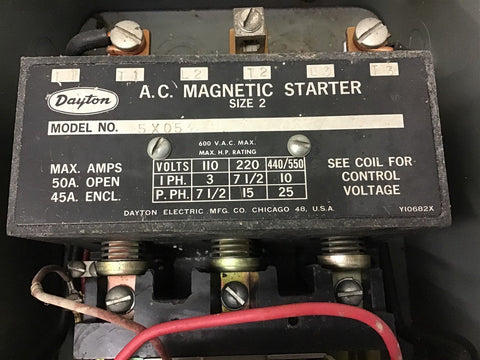 L1 T1 L2 T2 L3 T3
Dayton
A.C. MAGNETIC STARTER
SIZE 2
MODEL NO. 5X05
600 V.A.C. MAX.
MAX. H.P. RATING
MAX. AMPS
50A. OPEN
45A. ENCL.
VOLTS 110 220 440/550
1 PH. 3 7 1/2 10
P. PH. 7 1/2 15 25
SEE COIL FOR
CONTROL
VOLTAGE
DAYTON ELECTRIC MFG. CO. CHICAGO 48, U.S.A.
Y10682X